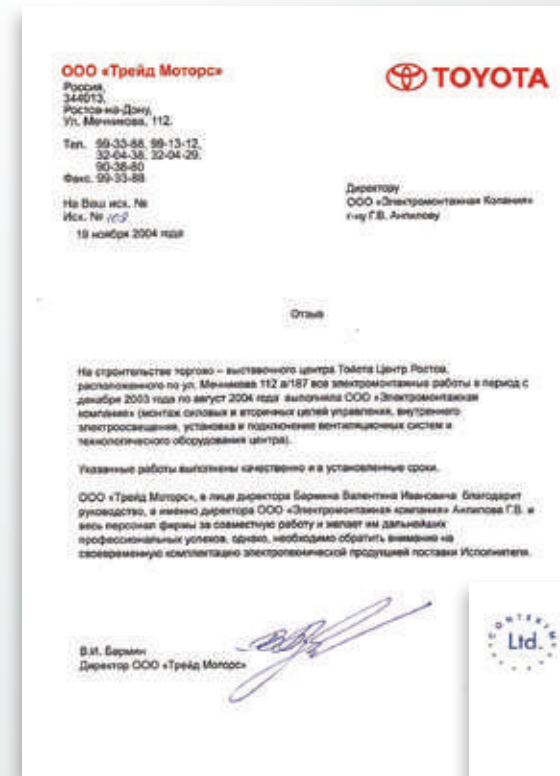 ООО «Трейд Моторс»
Россия,
344013,
Ростов-на-Дону,
Ул. Мечникова, 112.
Тел. 99-33-88, 99-13-12,
32-04-38, 32-04-29,
90-38-80
Факс. 99-33-88
На Ваш исх. №
Исх. № 109
19 ноября 2004 года
TOYOTA
Директору
ООО «Электромонтажная Копания»
г-ну Г.В. Анпилову
Отзыв
На строительстве торгово – выставочного центра Тойота Центр Ростов,
расположенного по ул. Мечникова 112 а/187 все электромонтажные работы в период с
декабря 2003 года по август 2004 года выполняла ООО «Электромонтажная
компания» (монтаж силовых и вторичных цепей управления, внутреннего
электроосвещения, установка и подключение вентиляционных систем и
технологического оборудования центра).
Указанные работы выполнены качественно и в установленные сроки.
ООО «Трейд Моторс», в лице директора Бармина Валентина Ивановича благодарит
руководство, а именно директора ООО «Электромонтажная компания» Анпилова Г.В. и
весь персонал фирмы за совместную работу и желает им дальнейших
профессиональных успехов, однако, необходимо обратить внимание на
своевременную комплектацию электротехнической продукцией поставки Исполнителя.
В.И. Бармин
Директор ООО «Трейд Моторс»
Ltd.